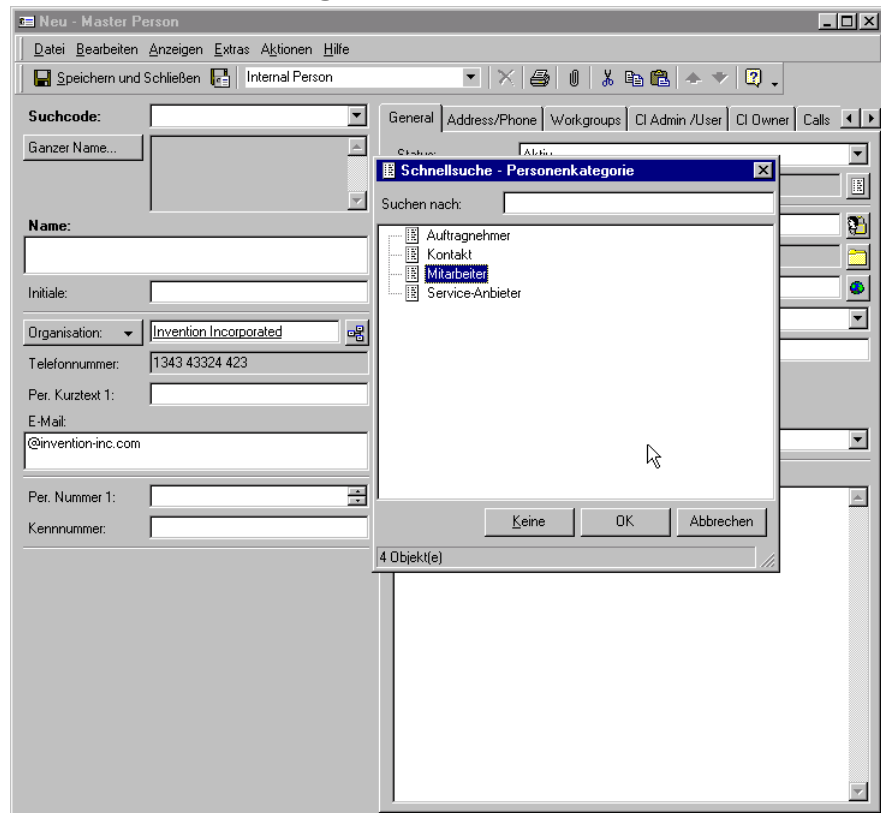 Neu - Master Person
Datei Bearbeiten Anzeigen Extras Aktionen Hilfe
Speichern und Schließen Internal Person
Suchcode:
Ganzer Name...
Name:
Initiale:
Organisation: Invention Incorporated
Telefonnummer: 1343 43324 423
Per. Kurztext 1:
E-Mail:
@invention-inc.com
Per. Nummer 1:
Kennnummer:
General Address/Phone Workgroups CI Admin /User CI Owner Calls
Status: Aktiv
Schnellsuche - Personenkategorie
Suchen nach:
Auftragnehmer
Kontakt
Mitarbeiter
Service-Anbieter
Keine OK Abbrechen
4 Objekt(e)